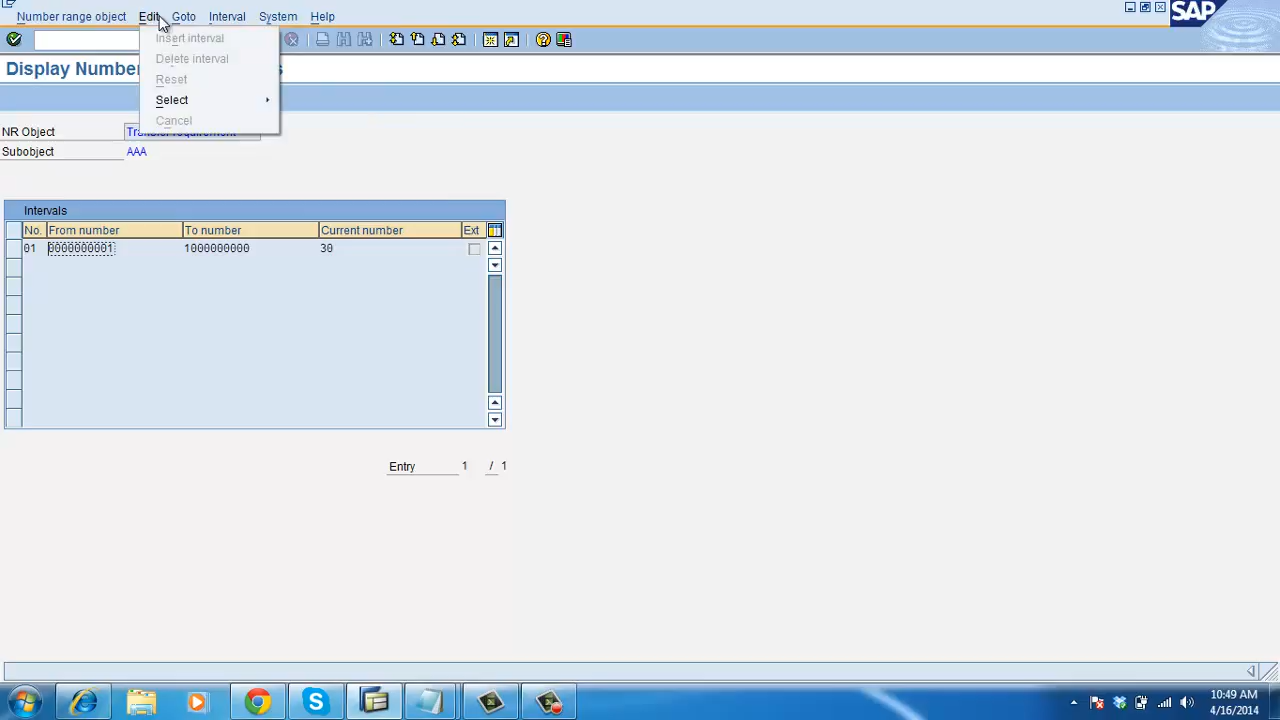 Number range object Edit Goto Interval System Help
SAP
Insert interval
Delete interval
Reset
Select
Cancel
Display Number
NR Object
Subobject AAA
Intervals
No. From number To number Current number Ext
01 0000000001 1000000000 30
Entry 1 / 1
10:49 AM
4/16/2014